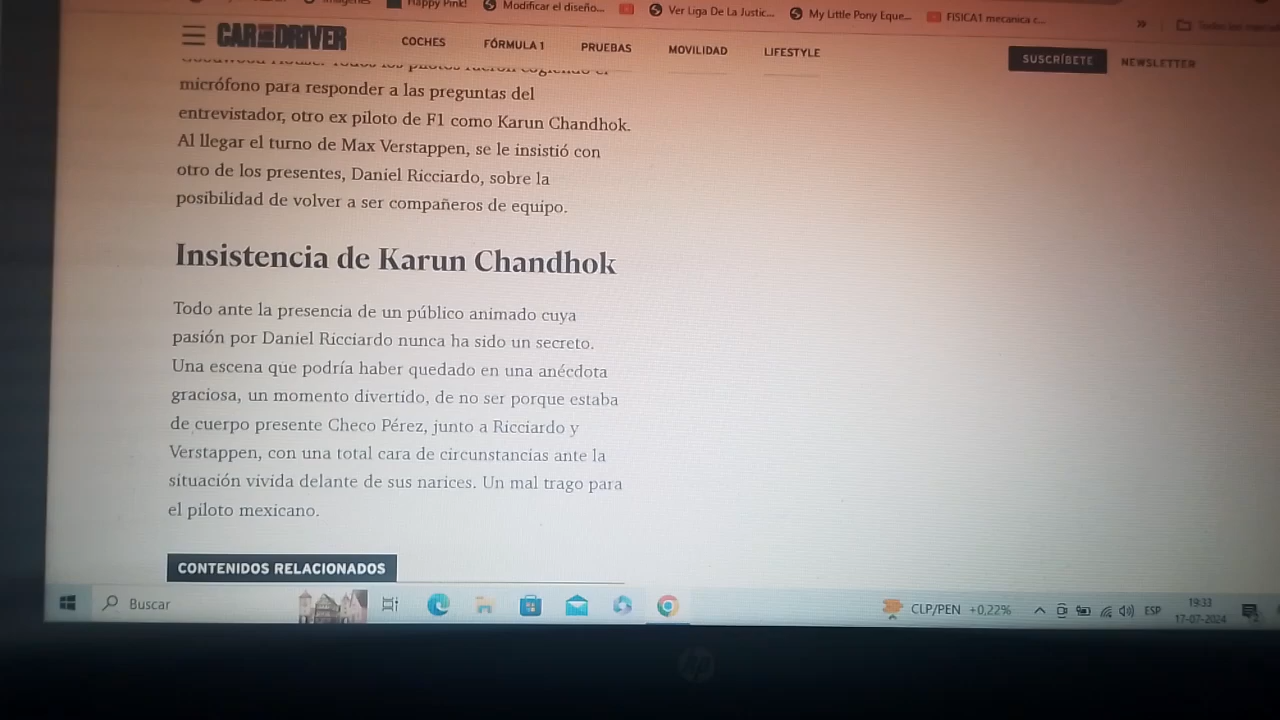 Happy Pink!
Modificar el diseño...
Ver Liga De La Justic...
My Little Pony Eque...
FISICA1 mecanica c...
»
CAR AND DRIVER
COCHES
FÓRMULA 1
PRUEBAS
MOVILIDAD
LIFESTYLE
SUSCRÍBETE
NEWSLETTER
micrófono para responder a las preguntas del
entrevistador, otro ex piloto de F1 como Karun Chandhok.
Al llegar el turno de Max Verstappen, se le insistió con
otro de los presentes, Daniel Ricciardo, sobre la
posibilidad de volver a ser compañeros de equipo.
Insistencia de Karun Chandhok
Todo ante la presencia de un público animado cuya
pasión por Daniel Ricciardo nunca ha sido un secreto.
Una escena que podría haber quedado en una anécdota
graciosa, un momento divertido, de no ser porque estaba
de cuerpo presente Checo Pérez, junto a Ricciardo y
Verstappen, con una total cara de circunstancias ante la
situación vivida delante de sus narices. Un mal trago para
el piloto mexicano.
CONTENIDOS RELACIONADOS
Buscar
CLP/PEN +0,22%
ESP
19:33
17-07-2024
hp